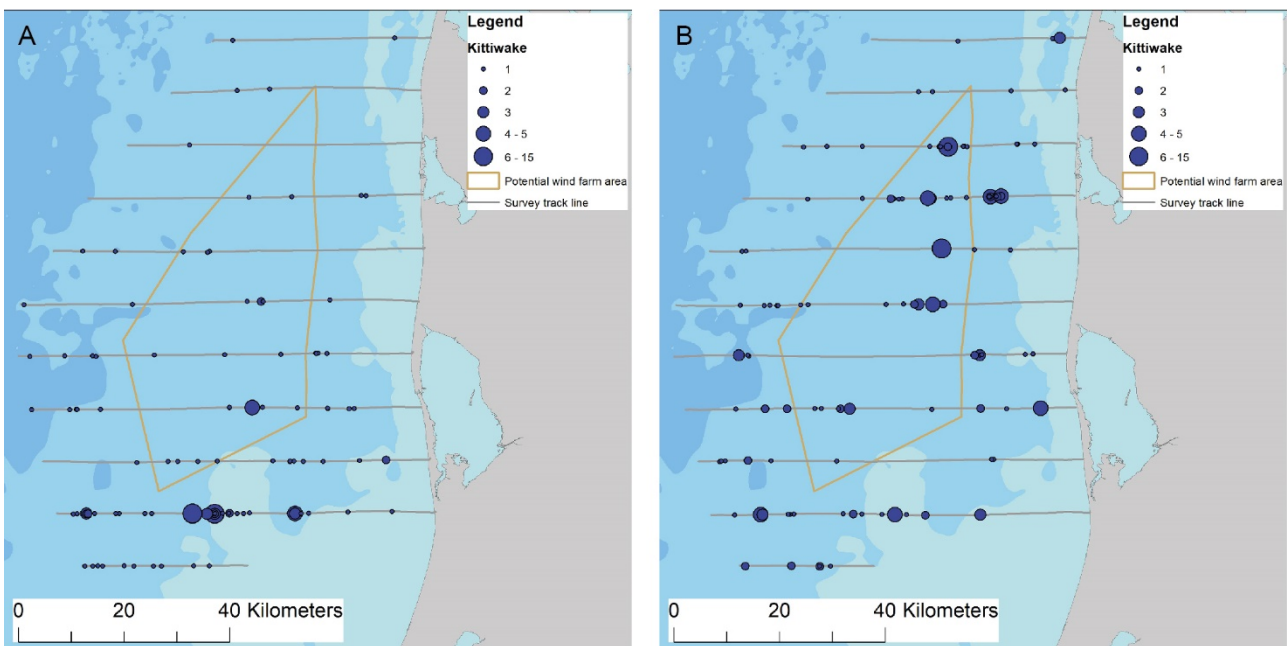 A
Legend
Kittiwake
1
2
3
4 - 5
6 - 15
Potential wind farm area
Survey track line
0 20 40 Kilometers
B
Legend
Kittiwake
1
2
3
4 - 5
6 - 15
Potential wind farm area
Survey track line
0 20 40 Kilometers